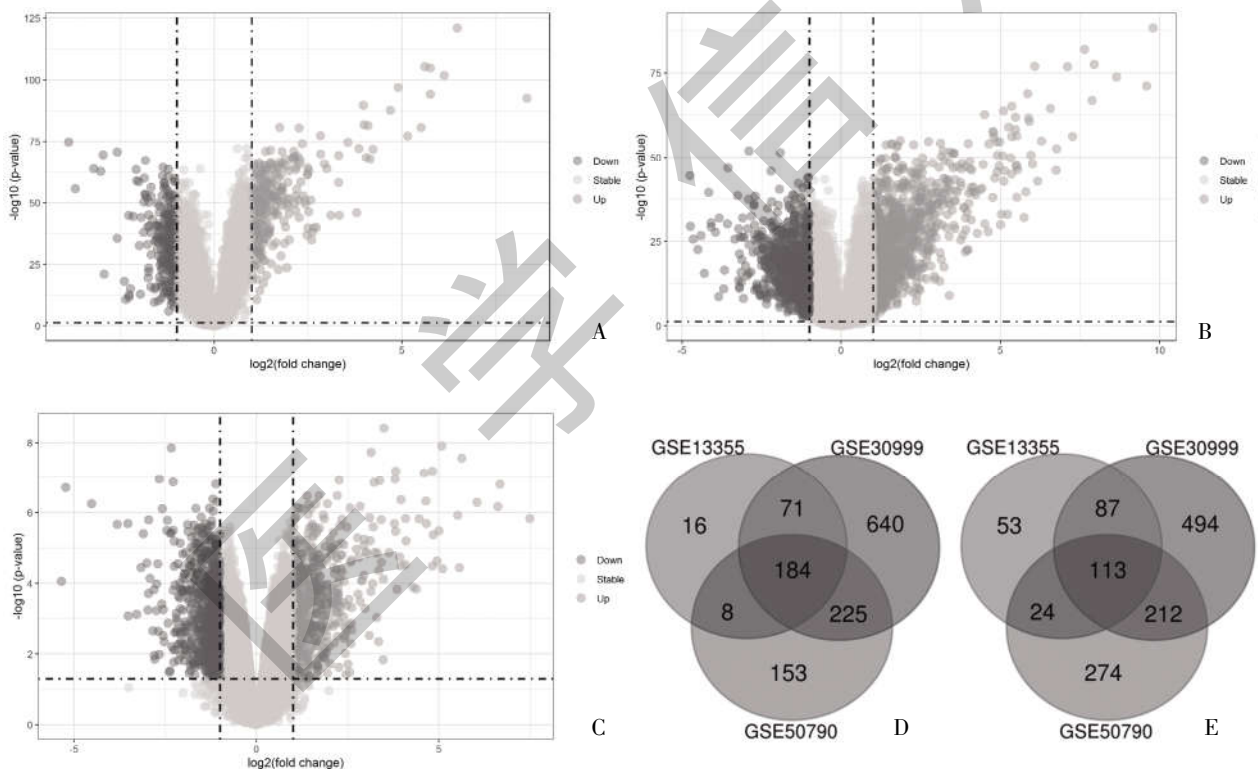 125
100
75
50
25
0
-log10 (p-value)
0
5
log2(fold change)
Down
Stable
Up
A
75
50
25
0
-log10 (p-value)
-5
0
5
10
log2(fold change)
Down
Stable
Up
B
8
6
4
2
0
-log10 (p-value)
-5
0
5
log2(fold change)
Down
Stable
Up
C
GSE13355
GSE30999
16
71
640
184
8
225
153
GSE50790
D
GSE13355
GSE30999
53
87
494
113
24
212
274
GSE50790
E
医学信